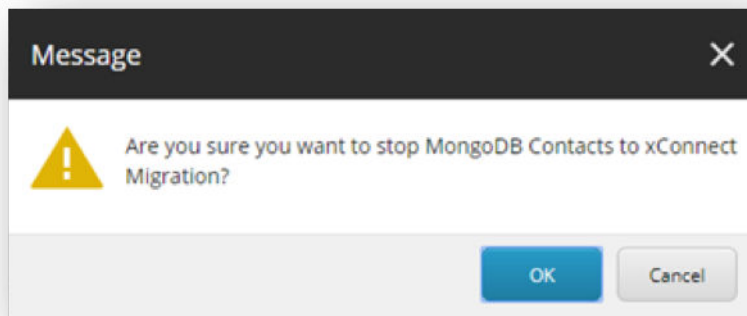 Message
Are you sure you want to stop MongoDB Contacts to xConnect
Migration?
OK
Cancel